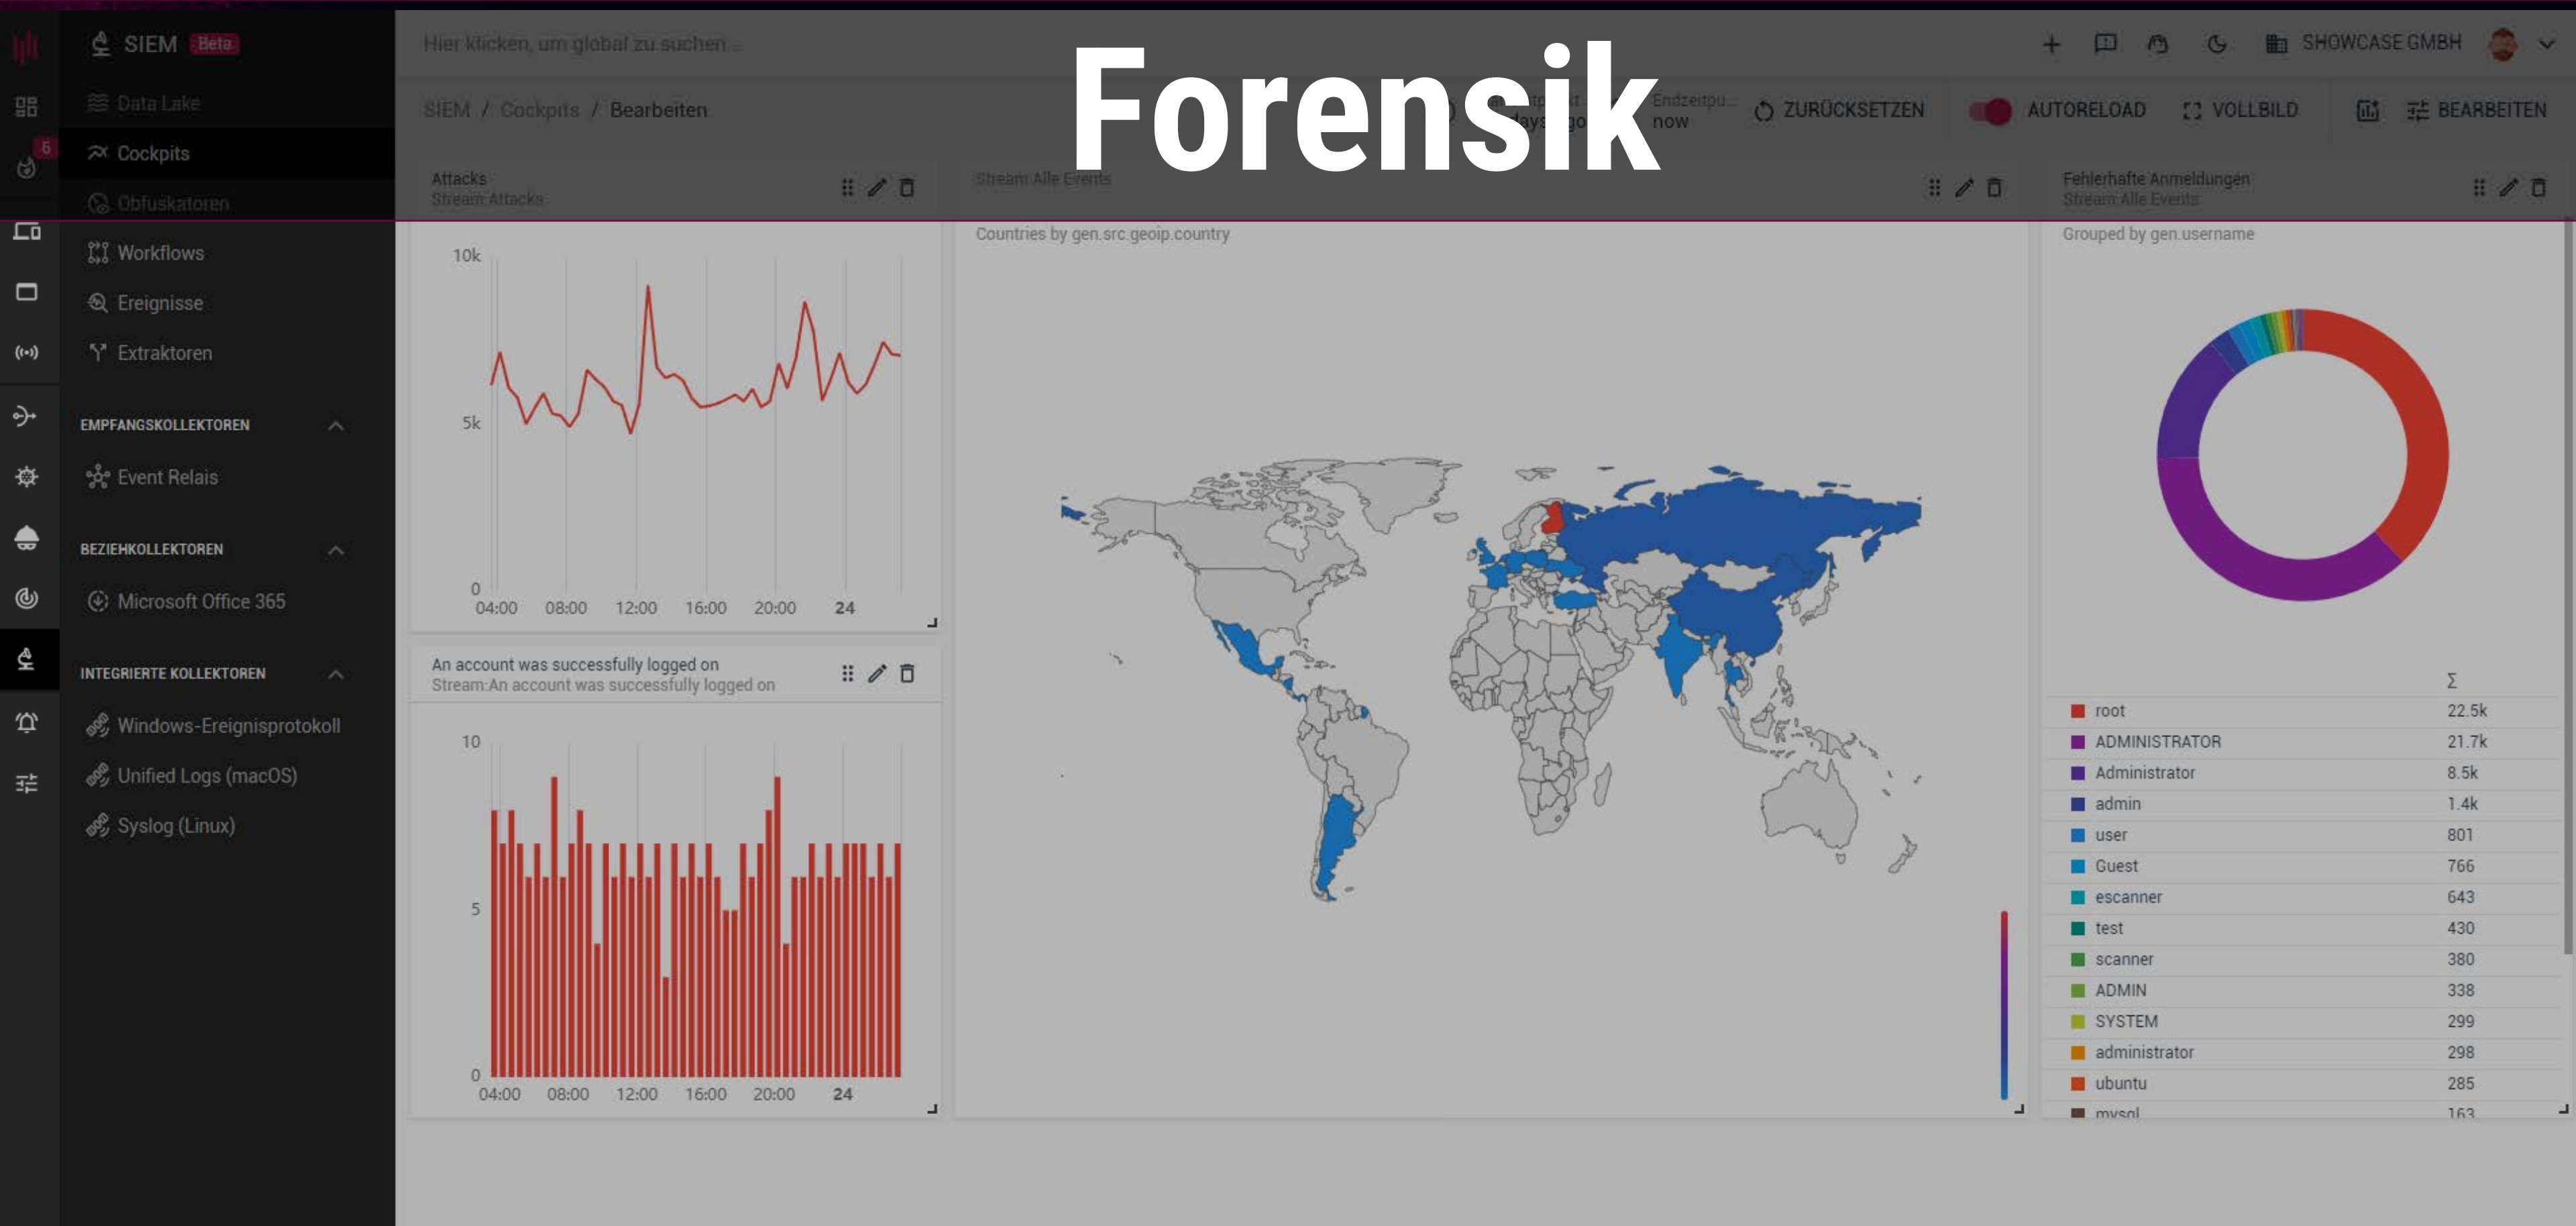 Forensik
SIEM Beta
Hier klicken, um global zu suchen...
SHOWCASE GMBH
Data Lake
Cockpits
Obfuskatoren
Workflows
Ereignisse
Extraktoren
EMPFANGSKOLLEKTOREN
Event Relais
BEZIEHKOLLEKTOREN
Microsoft Office 365
INTEGRIERTE KOLLEKTOREN
Windows-Ereignisprotokoll
Unified Logs (macOS)
Syslog (Linux)
5
SIEM / Cockpits / Bearbeiten
Endzeitpu...
now
ZURÜCKSETZEN
AUTORELOAD
VOLLBILD
BEARBEITEN
Attacks
Stream:Attacks
10k
5k
0
04:00 08:00 12:00 16:00 20:00 24
An account was successfully logged on
Stream:An account was successfully logged on
10
5
0
04:00 08:00 12:00 16:00 20:00 24
Stream:Alle Events
Countries by gen.src.geoip.country
Fehlerhafte Anmeldungen
Stream:Alle Events
Grouped by gen.username
Σ
root 22.5k
ADMINISTRATOR 21.7k
Administrator 8.5k
admin 1.4k
user 801
Guest 766
escanner 643
test 430
scanner 380
ADMIN 338
SYSTEM 299
administrator 298
ubuntu 285
mysql 163